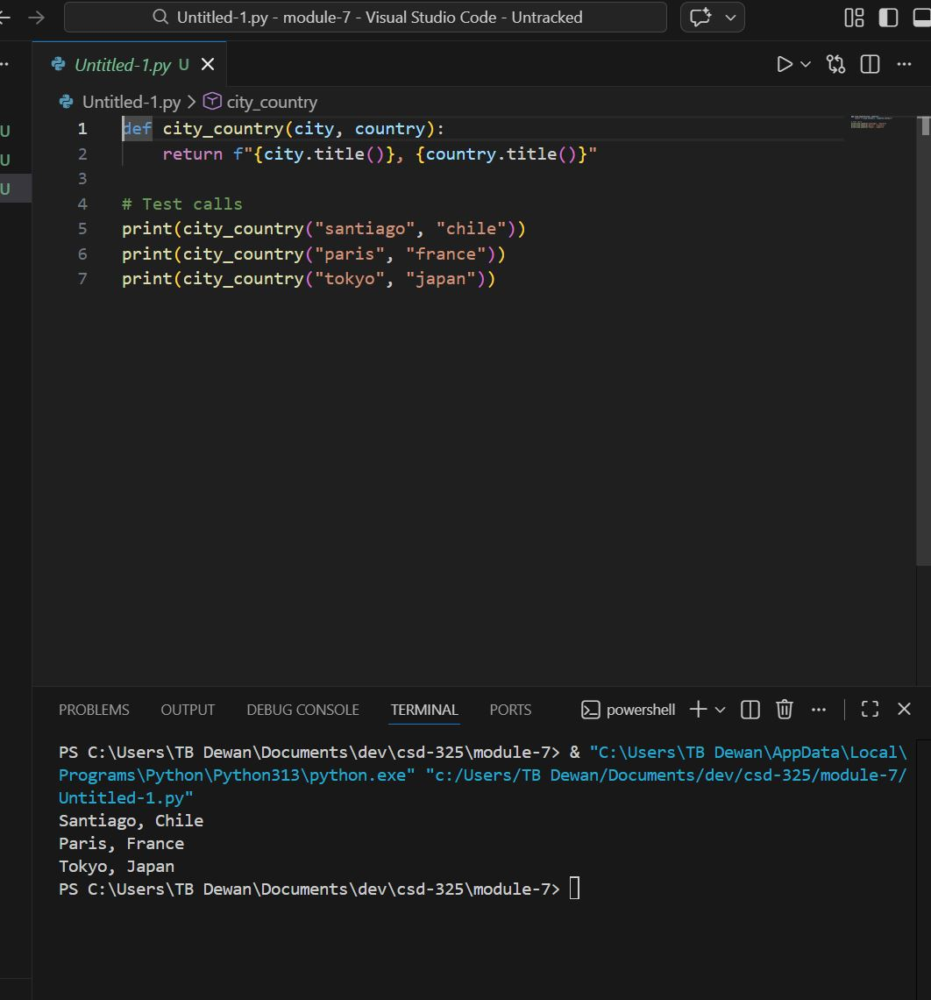 Untitled-1.py - module-7 - Visual Studio Code - Untracked
Untitled-1.py U
Untitled-1.py > city_country
U
U
U
1 def city_country(city, country):
2     return f"{city.title()}, {country.title()}"
3
4 # Test calls
5 print(city_country("santiago", "chile"))
6 print(city_country("paris", "france"))
7 print(city_country("tokyo", "japan"))
PROBLEMS OUTPUT DEBUG CONSOLE TERMINAL PORTS powershell
PS C:\Users\TB Dewan\Documents\dev\csd-325\module-7> & "C:\Users\TB Dewan\AppData\Local\
Programs\Python\Python313\python.exe" "c:/Users/TB Dewan/Documents/dev/csd-325/module-7/
Untitled-1.py"
Santiago, Chile
Paris, France
Tokyo, Japan
PS C:\Users\TB Dewan\Documents\dev\csd-325\module-7>